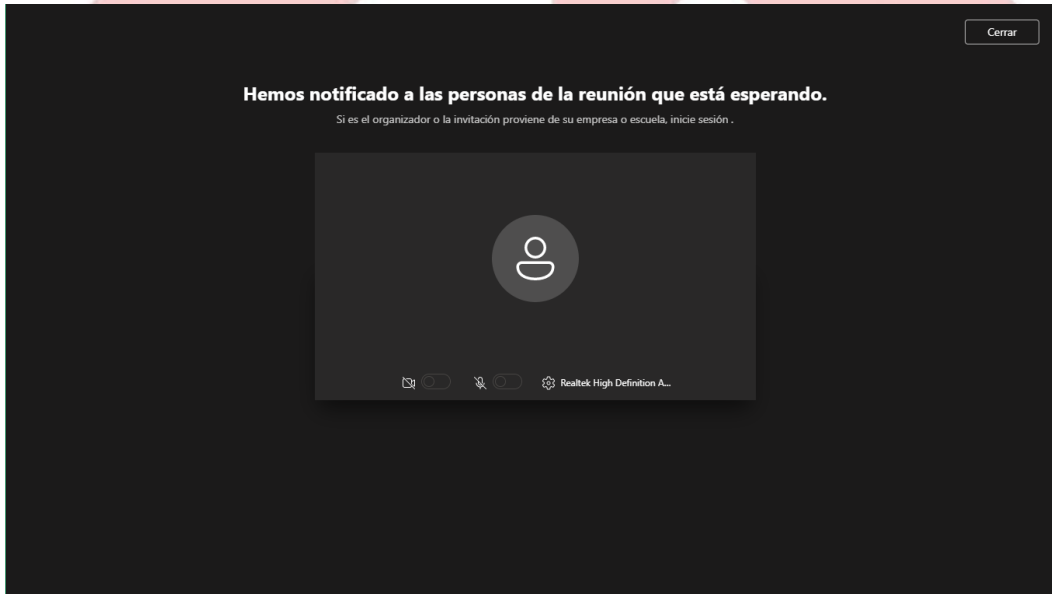 Cerrar
Hemos notificado a las personas de la reunión que está esperando.
Si es el organizador o la invitación proviene de su empresa o escuela, inicie sesión .
Realtek High Definition A...